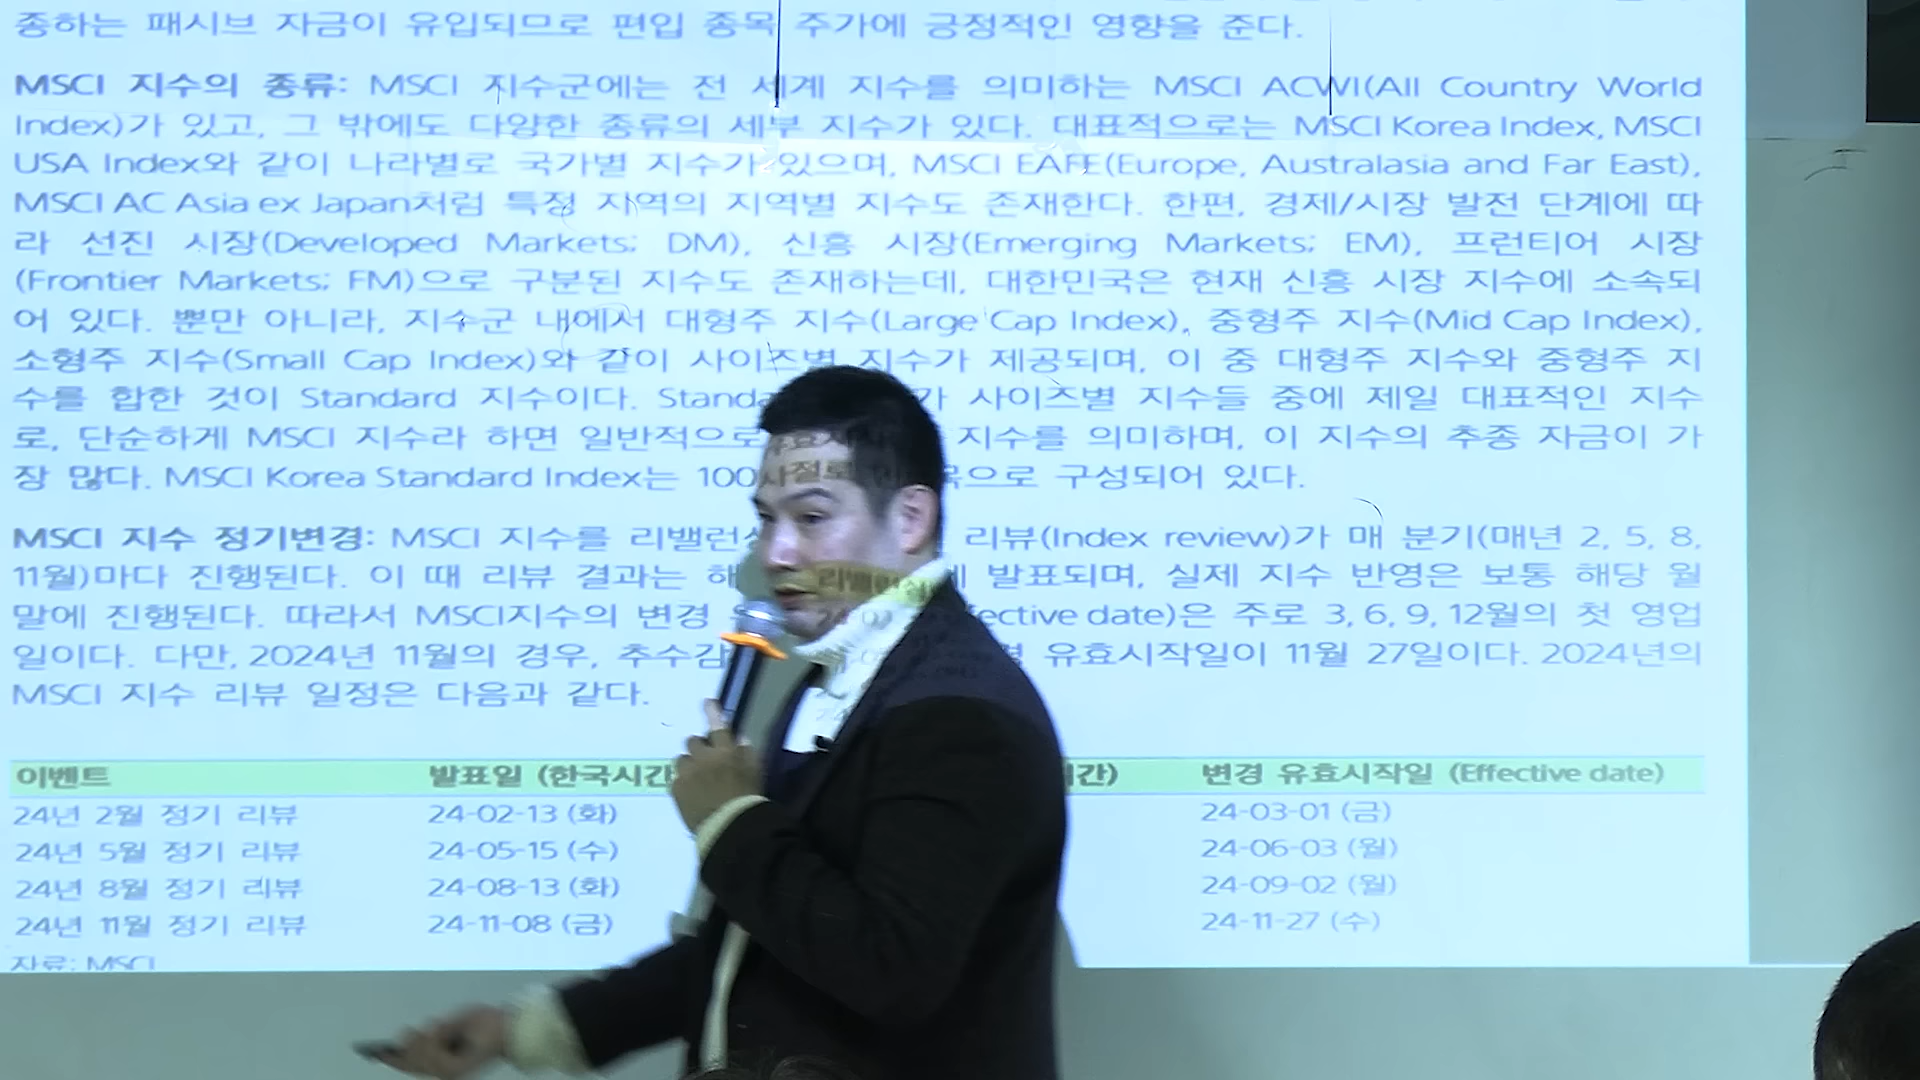 종하는 패시브 자금이 유입되므로 편입 종목 주가에 긍정적인 영향을 준다.
MSCI 지수의 종류: MSCI 지수군에는 전 세계 지수를 의미하는 MSCI ACWI(All Country World
Index)가 있고, 그 밖에도 다양한 종류의 세부 지수가 있다. 대표적으로는 MSCI Korea Index, MSCI
USA Index와 같이 나라별로 국가별 지수가 있으며, MSCI EAFE(Europe, Australasia and Far East),
MSCI AC Asia ex Japan처럼 특정 지역의 지역별 지수도 존재한다. 한편, 경제/시장 발전 단계에 따
라 선진 시장(Developed Markets; DM), 신흥 시장(Emerging Markets; EM), 프런티어 시장
(Frontier Markets; FM)으로 구분된 지수도 존재하는데, 대한민국은 현재 신흥 시장 지수에 소속되
어 있다. 뿐만 아니라, 지수군 내에서 대형주 지수(Large Cap Index), 중형주 지수(Mid Cap Index),
소형주 지수(Small Cap Index)와 같이 사이즈별 지수가 제공되며, 이 중 대형주 지수와 중형주 지
수를 합한 것이 Standard 지수이다. Standa 가 사이즈별 지수들 중에 제일 대표적인 지수
로, 단순하게 MSCI 지수라 하면 일반적으로 지수를 의미하며, 이 지수의 추종 자금이 가
장 많다. MSCI Korea Standard Index는 100 목으로 구성되어 있다.
MSCI 지수 정기변경: MSCI 지수를 리밸런싱 리뷰(Index review)가 매 분기(매년 2, 5, 8,
11월)마다 진행된다. 이 때 리뷰 결과는 해 에 발표되며, 실제 지수 반영은 보통 해당 월
말에 진행된다. 따라서 MSCI지수의 변경 fective date)은 주로 3, 6, 9, 12월의 첫 영업
일이다. 다만, 2024년 11월의 경우, 추수감 유효시작일이 11월 27일이다. 2024년의
MSCI 지수 리뷰 일정은 다음과 같다.
이벤트 발표일 (한국시간 간) 변경 유효시작일 (Effective date)
24년 2월 정기 리뷰 24-02-13 (화) 24-03-01 (금)
24년 5월 정기 리뷰 24-05-15 (수) 24-06-03 (월)
24년 8월 정기 리뷰 24-08-13 (화) 24-09-02 (월)
24년 11월 정기 리뷰 24-11-08 (금) 24-11-27 (수)
자료: MSCI